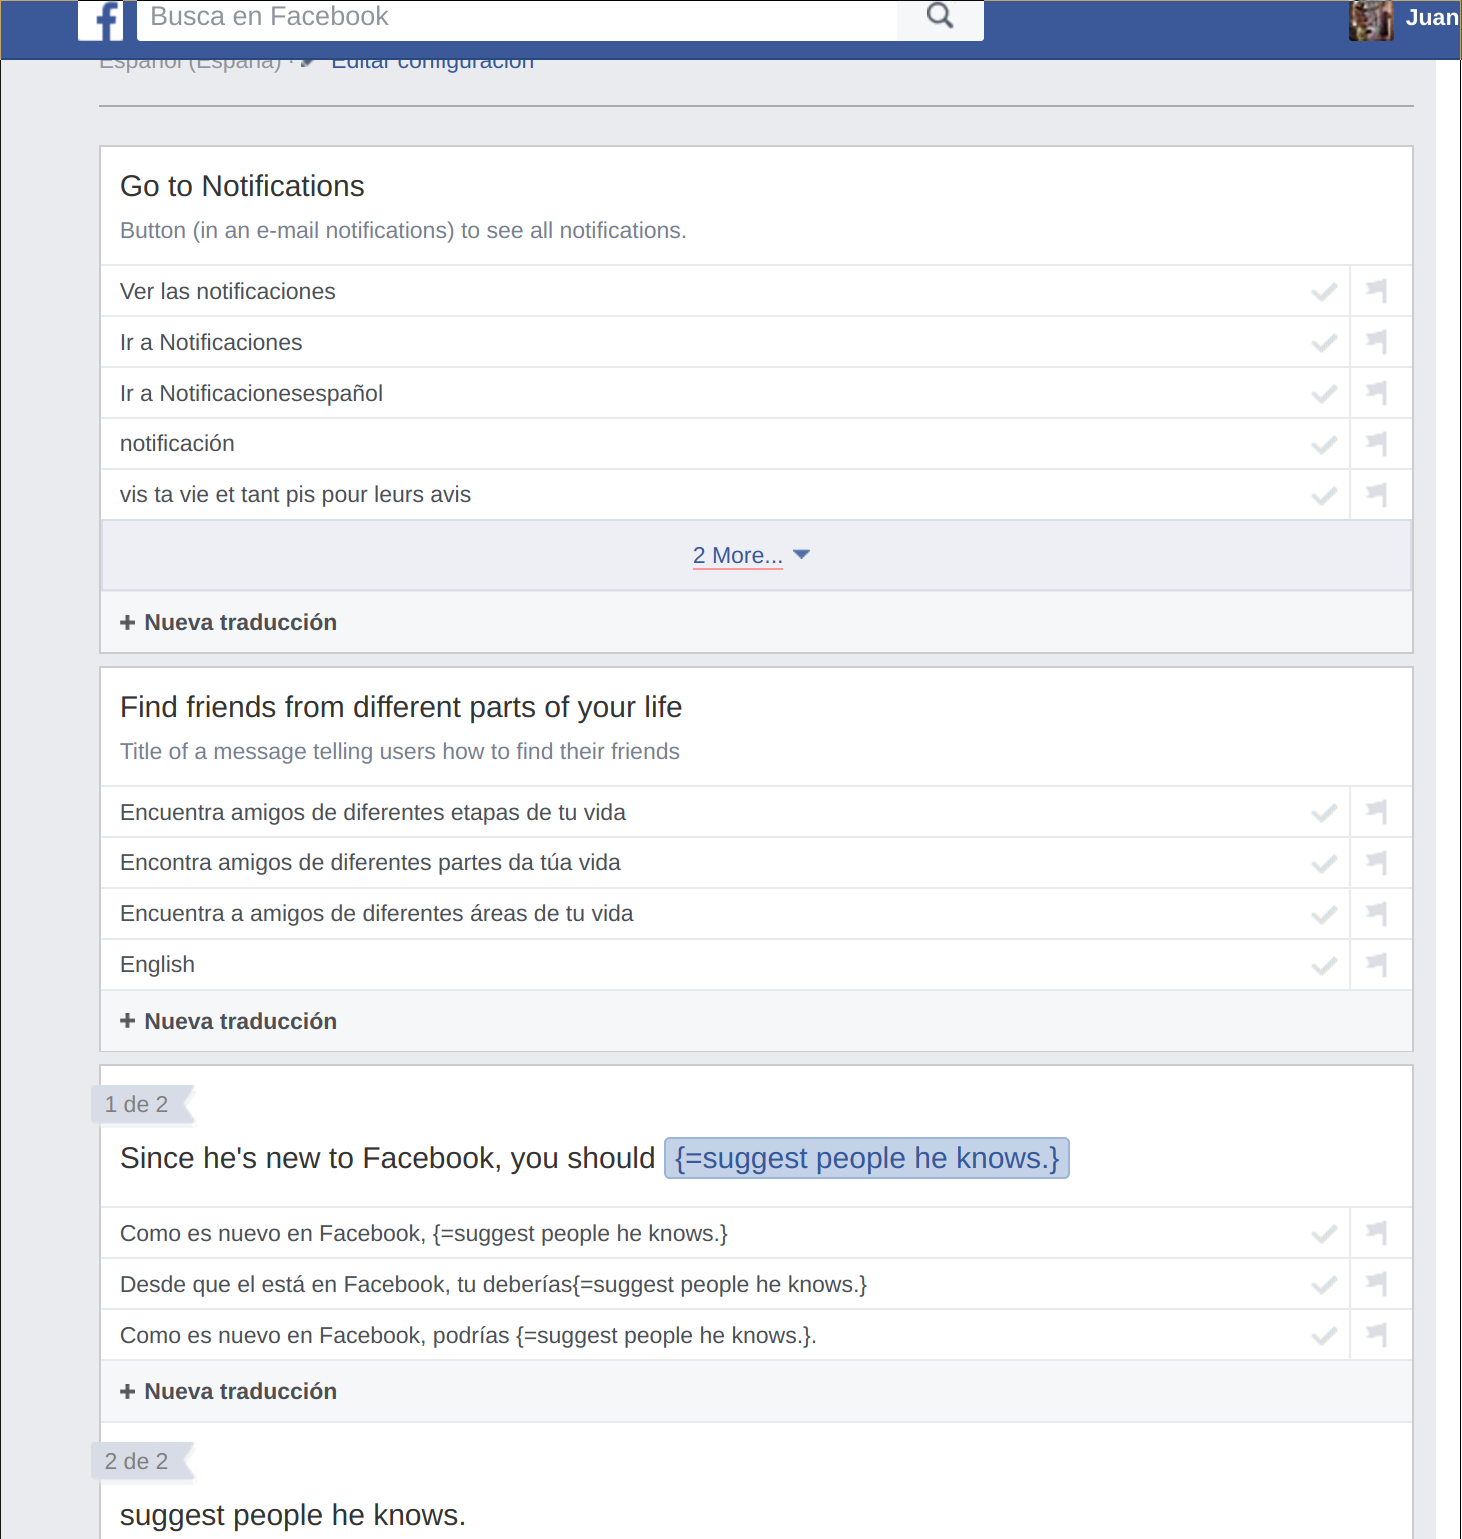 f Busca en Facebook Juan
Español (España) · Editar configuración
Go to Notifications
Button (in an e-mail notifications) to see all notifications.
Ver las notificaciones
Ir a Notificaciones
Ir a Notificacionesespañol
notificación
vis ta vie et tant pis pour leurs avis
2 More...
+ Nueva traducción
Find friends from different parts of your life
Title of a message telling users how to find their friends
Encuentra amigos de diferentes etapas de tu vida
Encontra amigos de diferentes partes da túa vida
Encuentra a amigos de diferentes áreas de tu vida
English
+ Nueva traducción
1 de 2
Since he's new to Facebook, you should {=suggest people he knows.}
Como es nuevo en Facebook, {=suggest people he knows.}
Desde que el está en Facebook, tu deberías{=suggest people he knows.}
Como es nuevo en Facebook, podrías {=suggest people he knows.}.
+ Nueva traducción
2 de 2
suggest people he knows.